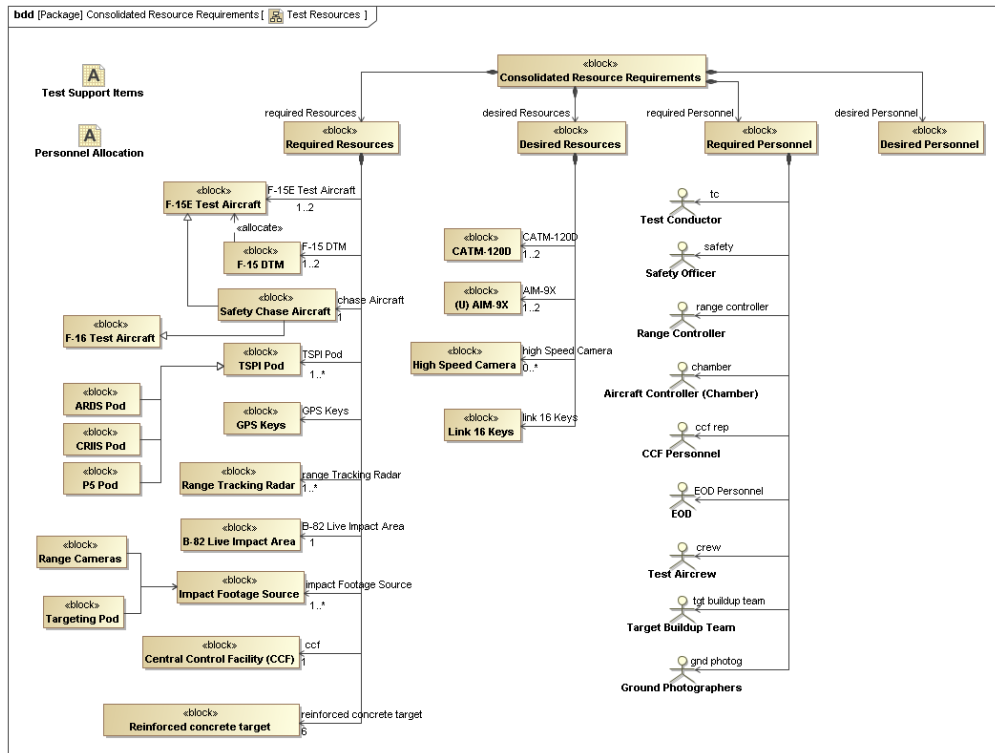 bdd [Package] Consolidated Resource Requirements [ Test Resources ]
A
Test Support Items
A
Personnel Allocation
«block»
Consolidated Resource Requirements
required Resources
desired Resources
required Personnel
desired Personnel
«block»
Required Resources
«block»
Desired Resources
«block»
Required Personnel
«block»
Desired Personnel
«block»
F-15E Test Aircraft
F-15E Test Aircraft
1..2
«allocate»
«block»
F-15 DTM
F-15 DTM
1..2
«block»
Safety Chase Aircraft
chase Aircraft
1
«block»
F-16 Test Aircraft
«block»
TSPI Pod
TSPI Pod
1..*
«block»
ARDS Pod
«block»
CRIIS Pod
«block»
P5 Pod
«block»
GPS Keys
GPS Keys
«block»
Range Tracking Radar
range Tracking Radar
1..*
«block»
B-82 Live Impact Area
B-82 Live Impact Area
1
«block»
Range Cameras
«block»
Targeting Pod
«block»
Impact Footage Source
impact Footage Source
1..*
«block»
Central Control Facility (CCF)
ccf
1
«block»
Reinforced concrete target
reinforced concrete target
6
«block»
CATM-120D
CATM-120D
1..2
«block»
(U) AIM-9X
AIM-9X
1..2
«block»
High Speed Camera
high Speed Camera
0..*
«block»
Link 16 Keys
link 16 Keys
tc
Test Conductor
safety
Safety Officer
range controller
Range Controller
chamber
Aircraft Controller (Chamber)
ccf rep
CCF Personnel
EOD Personnel
EOD
crew
Test Aircrew
tgt buildup team
Target Buildup Team
gnd photog
Ground Photographers